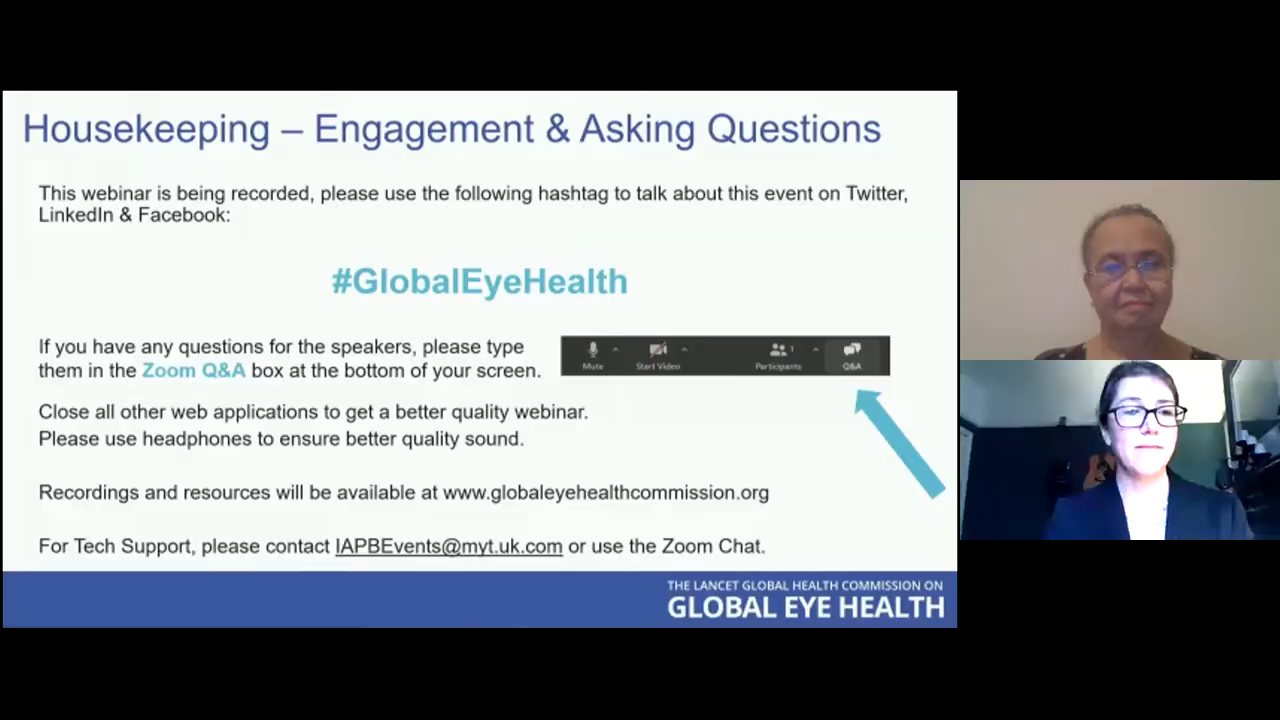 Housekeeping – Engagement & Asking Questions
This webinar is being recorded, please use the following hashtag to talk about this event on Twitter,
LinkedIn & Facebook:
#GlobalEyeHealth
If you have any questions for the speakers, please type
them in the Zoom Q&A box at the bottom of your screen.
Mute
Start Video
Participants
1
Q&A
Close all other web applications to get a better quality webinar.
Please use headphones to ensure better quality sound.
Recordings and resources will be available at www.globaleyehealthcommission.org
For Tech Support, please contact IAPBEvents@myt.uk.com or use the Zoom Chat.
THE LANCET GLOBAL HEALTH COMMISSION ON
GLOBAL EYE HEALTH